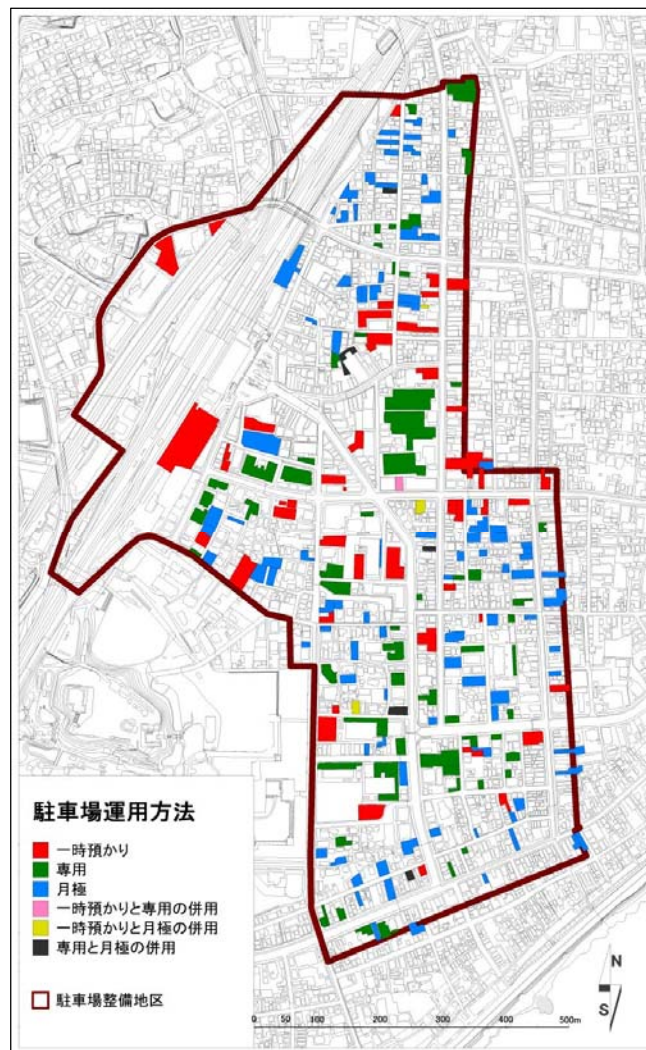 駐車場運用方法
一時預かり
専用
月極
一時預かりと専用の併用
一時預かりと月極の併用
専用と月極の併用
駐車場整備地区
0 50 100 200 300 400 500m
N
S